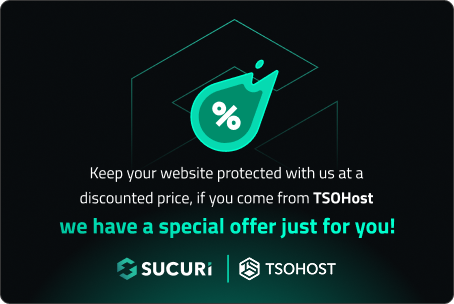 %
Keep your website protected with us at a
discounted price, if you come from TSOHost
we have a special offer just for you!
SUCURi | TSOHOST